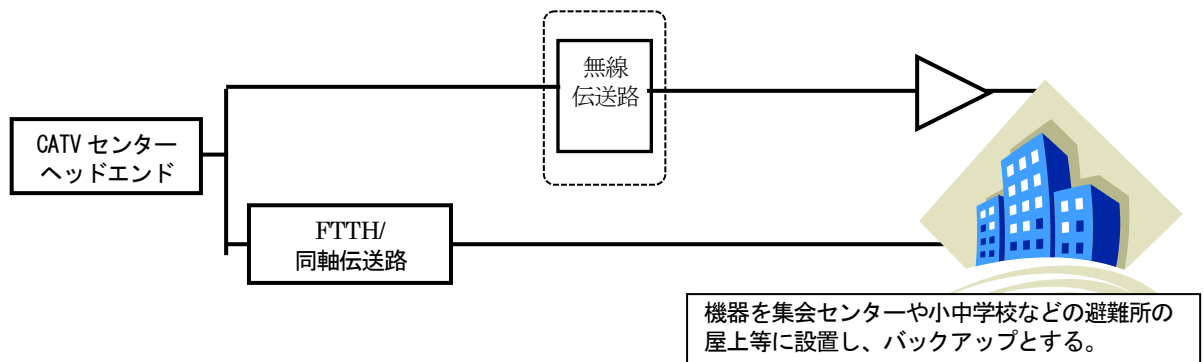 無線
伝送路
CATV センター
ヘッドエンド
FTTH/
同軸伝送路
機器を集会センターや小中学校などの避難所の
屋上等に設置し、バックアップとする。